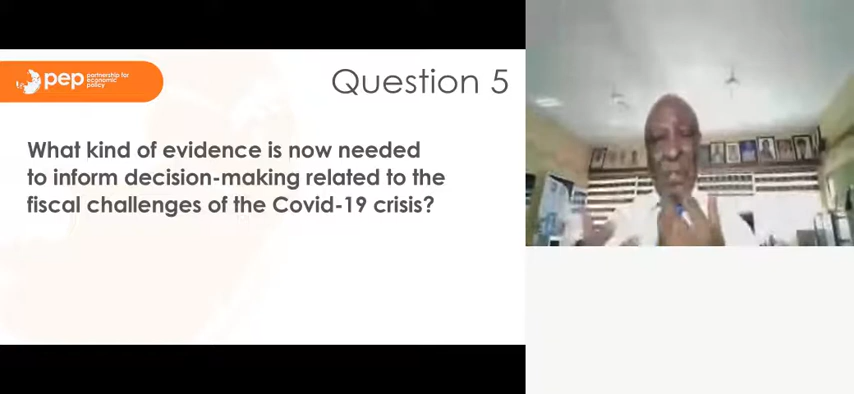 pep partnership for
economic
policy
Question 5
What kind of evidence is now needed
to inform decision-making related to the
fiscal challenges of the Covid-19 crisis?